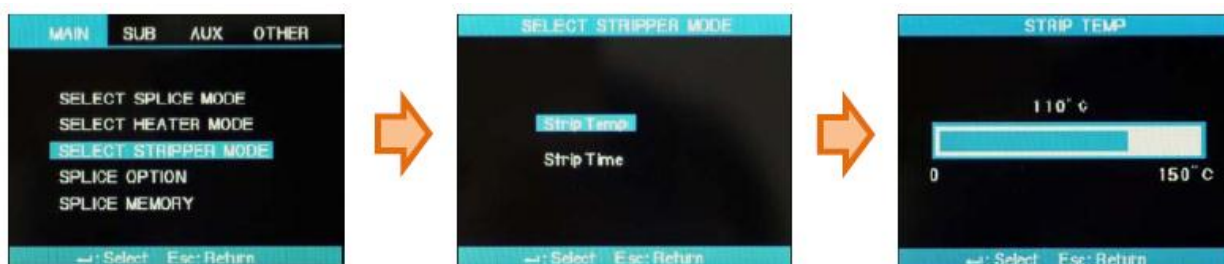 MAIN SUB AUX OTHER
SELECT SPLICE MODE
SELECT HEATER MODE
SELECT STRIPPER MODE
SPLICE OPTION
SPLICE MEMORY
↵: Select Esc: Return
SELECT STRIPPER MODE
Strip Temp
Strip Time
↵: Select Esc: Return
STRIP TEMP
110°C
0 150°C
↵: Select Esc: Return